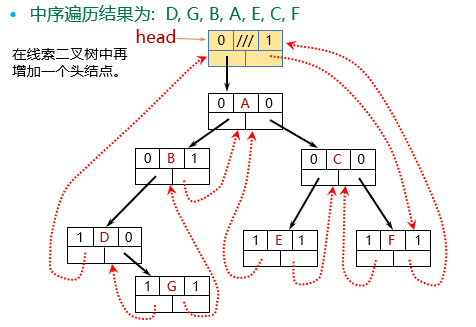 • 中序遍历结果为: D, G, B, A, E, C, F
head
0 /// 1
在线索二叉树中再
增加一个头结点。
0 A 0
0 B 1
0 C 0
1 D 0
1 E 1
1 F 1
1 G 1